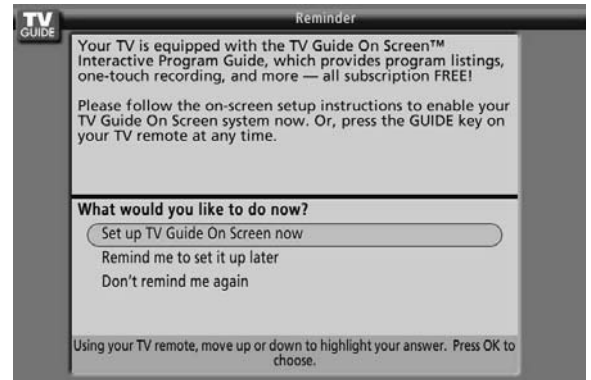 TV
GUIDE
Reminder
Your TV is equipped with the TV Guide On Screen™
Interactive Program Guide, which provides program listings,
one-touch recording, and more — all subscription FREE!
Please follow the on-screen setup instructions to enable your
TV Guide On Screen system now. Or, press the GUIDE key on
your TV remote at any time.
What would you like to do now?
Set up TV Guide On Screen now
Remind me to set it up later
Don't remind me again
Using your TV remote, move up or down to highlight your answer. Press OK to
choose.